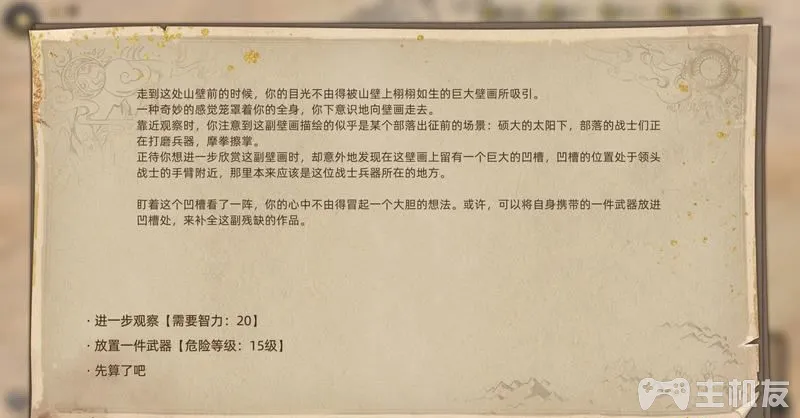 走到这处山壁前的时候，你的目光不由得被山壁上栩栩如生的巨大壁画所吸引。
一种奇妙的感觉笼罩着你的全身，你下意识地向壁画走去。
靠近观察时，你注意到这副壁画描绘的似乎是某个部落出征前的场景：硕大的太阳下，部落的战士们正
在打磨兵器，摩拳擦掌。
正待你想进一步欣赏这副壁画时，却意外地发现在这壁画上留有一个巨大的凹槽，凹槽的位置处于领头
战士的手臂附近，那里本来应该是这位战士兵器所在的地方。
盯着这个凹槽看了一阵，你的心中不由得冒起一个大胆的想法。或许，可以将自身携带的一件武器放进
凹槽处，来补全这副残缺的作品。
· 进一步观察【需要智力：20】
· 放置一件武器【危险等级：15级】
· 先算了吧
主机友